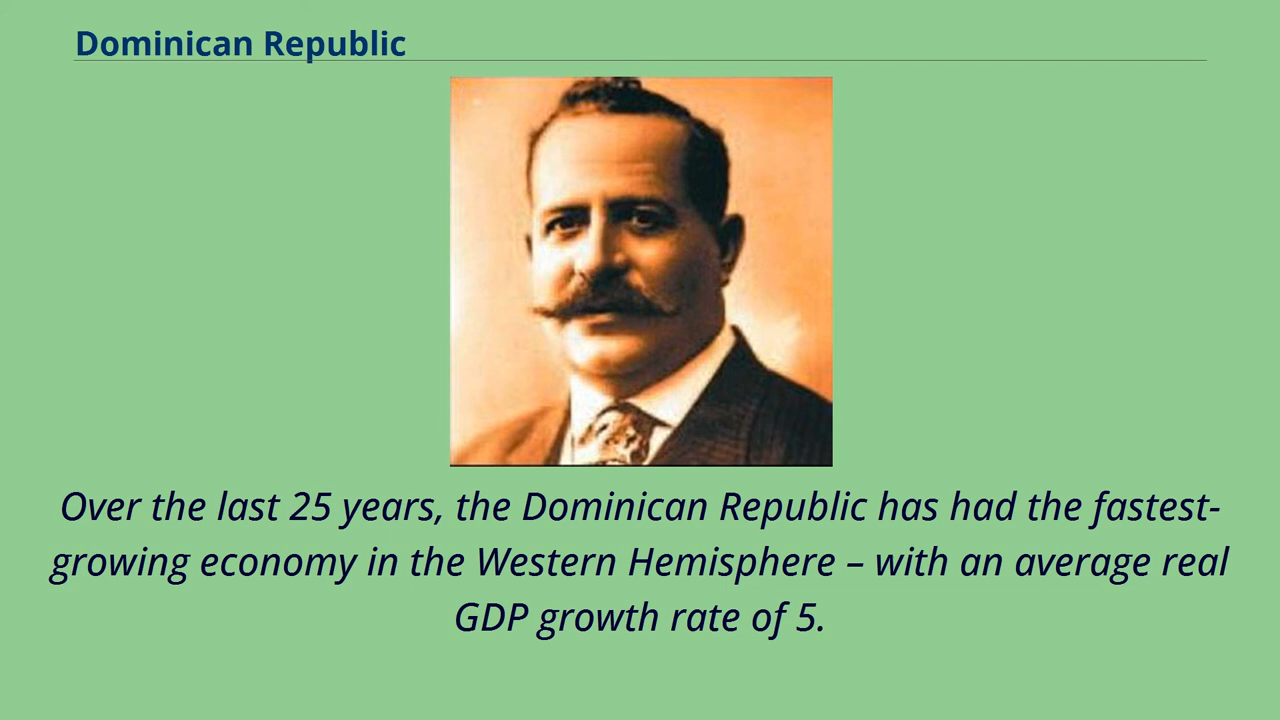 Dominican Republic
Over the last 25 years, the Dominican Republic has had the fastest-
growing economy in the Western Hemisphere – with an average real
GDP growth rate of 5.